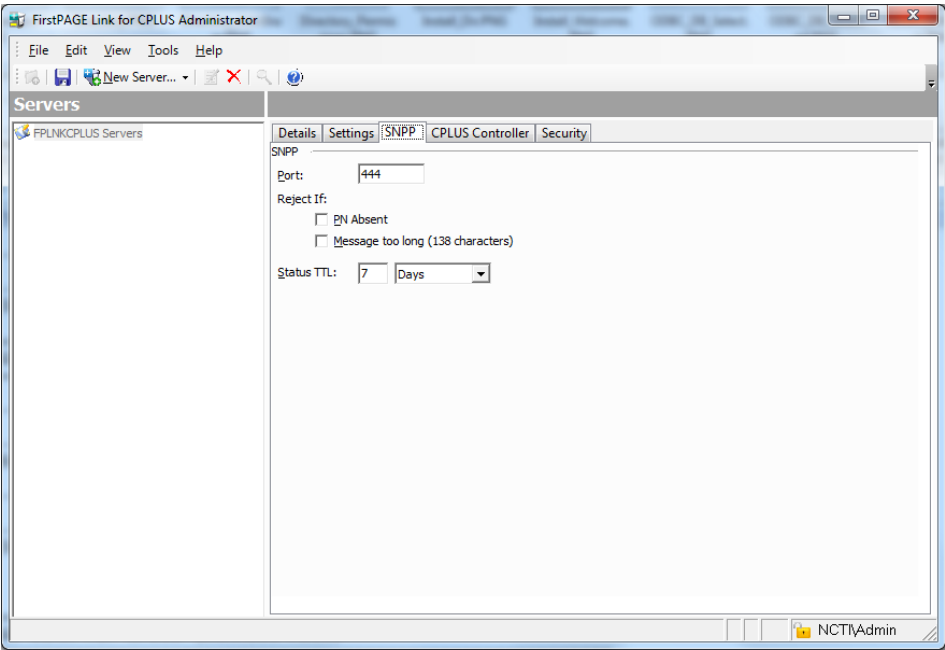 FirstPAGE Link for CPLUS Administrator
File Edit View Tools Help
New Server...
Servers
FPLNKCPLUS Servers
Details Settings SNPP CPLUS Controller Security
SNPP
Port: 444
Reject If:
PN Absent
Message too long (138 characters)
Status TTL: 7 Days
NCTI\Admin